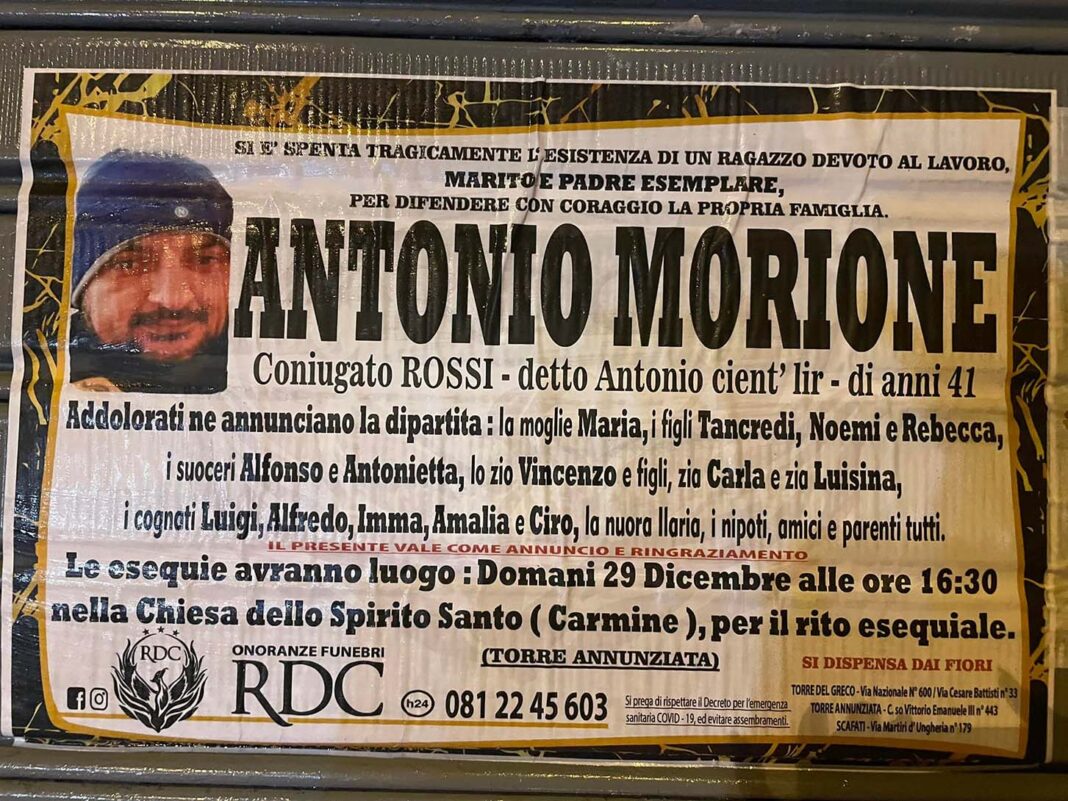 SI E' SPENTA TRAGICAMENTE L'ESISTENZA DI UN RAGAZZO DEVOTO AL LAVORO,
MARITO E PADRE ESEMPLARE,
PER DIFENDERE CON CORAGGIO LA PROPRIA FAMIGLIA.
ANTONIO MORIONE
Coniugato ROSSI - detto Antonio cient' lir - di anni 41
Addolorati ne annunciano la dipartita : la moglie Maria, i figli Tancredi, Noemi e Rebecca,
i suoceri Alfonso e Antonietta, lo zio Vincenzo e figli, zia Carla e zia Luisina,
i cognati Luigi, Alfredo, Imma, Amalia e Ciro, la nuora Ilaria, i nipoti, amici e parenti tutti.
IL PRESENTE VALE COME ANNUNCIO E RINGRAZIAMENTO
Le esequie avranno luogo : Domani 29 Dicembre alle ore 16:30
nella Chiesa dello Spirito Santo ( Carmine ), per il rito esequiale.
(TORRE ANNUNZIATA)
SI DISPENSA DAI FIORI
RDC
ONORANZE FUNEBRI
RDC
h24 081 22 45 603
Si prega di rispettare il Decreto per l'emergenza
sanitaria COVID - 19, ed evitare assembramenti.
TORRE DEL GRECO - Via Nazionale N° 600 / Via Cesare Battisti n° 33
TORRE ANNUNZIATA - C. so Vittorio Emanuele III n° 443
SCAFATI - Via Martiri d' Ungheria n° 179